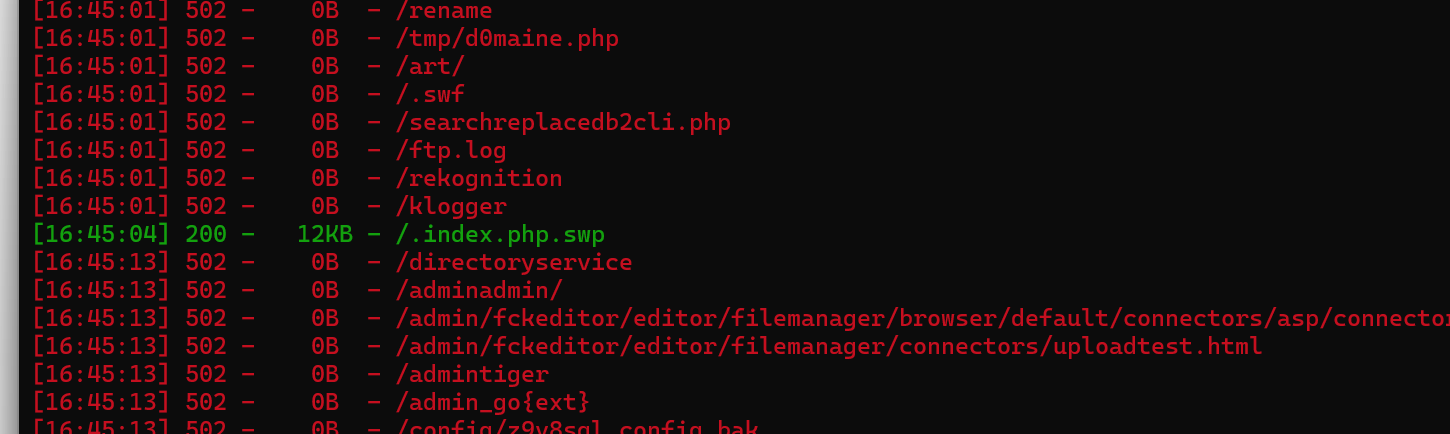 [16:45:01] 502 -    0B  - /rename
[16:45:01] 502 -    0B  - /tmp/d0maine.php
[16:45:01] 502 -    0B  - /art/
[16:45:01] 502 -    0B  - /.swf
[16:45:01] 502 -    0B  - /searchreplacedb2cli.php
[16:45:01] 502 -    0B  - /ftp.log
[16:45:01] 502 -    0B  - /rekognition
[16:45:01] 502 -    0B  - /klogger
[16:45:04] 200 -   12KB - /.index.php.swp
[16:45:13] 502 -    0B  - /directoryservice
[16:45:13] 502 -    0B  - /adminadmin/
[16:45:13] 502 -    0B  - /admin/fckeditor/editor/filemanager/browser/default/connectors/asp/connector
[16:45:13] 502 -    0B  - /admin/fckeditor/editor/filemanager/connectors/uploadtest.html
[16:45:13] 502 -    0B  - /admintiger
[16:45:13] 502 -    0B  - /admin_go{ext}
[16:45:13] 502 -    0B  -